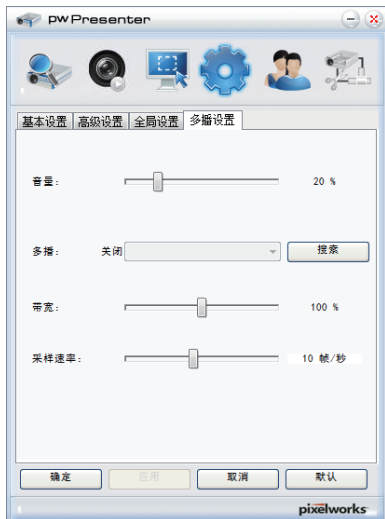 pwPresenter
基本设置 高级设置 全局设置 多播设置
音量： 20 %
多播： 关闭 搜索
带宽： 100 %
采样速率： 10 帧/秒
确定 应用 取消 默认
pixelworks